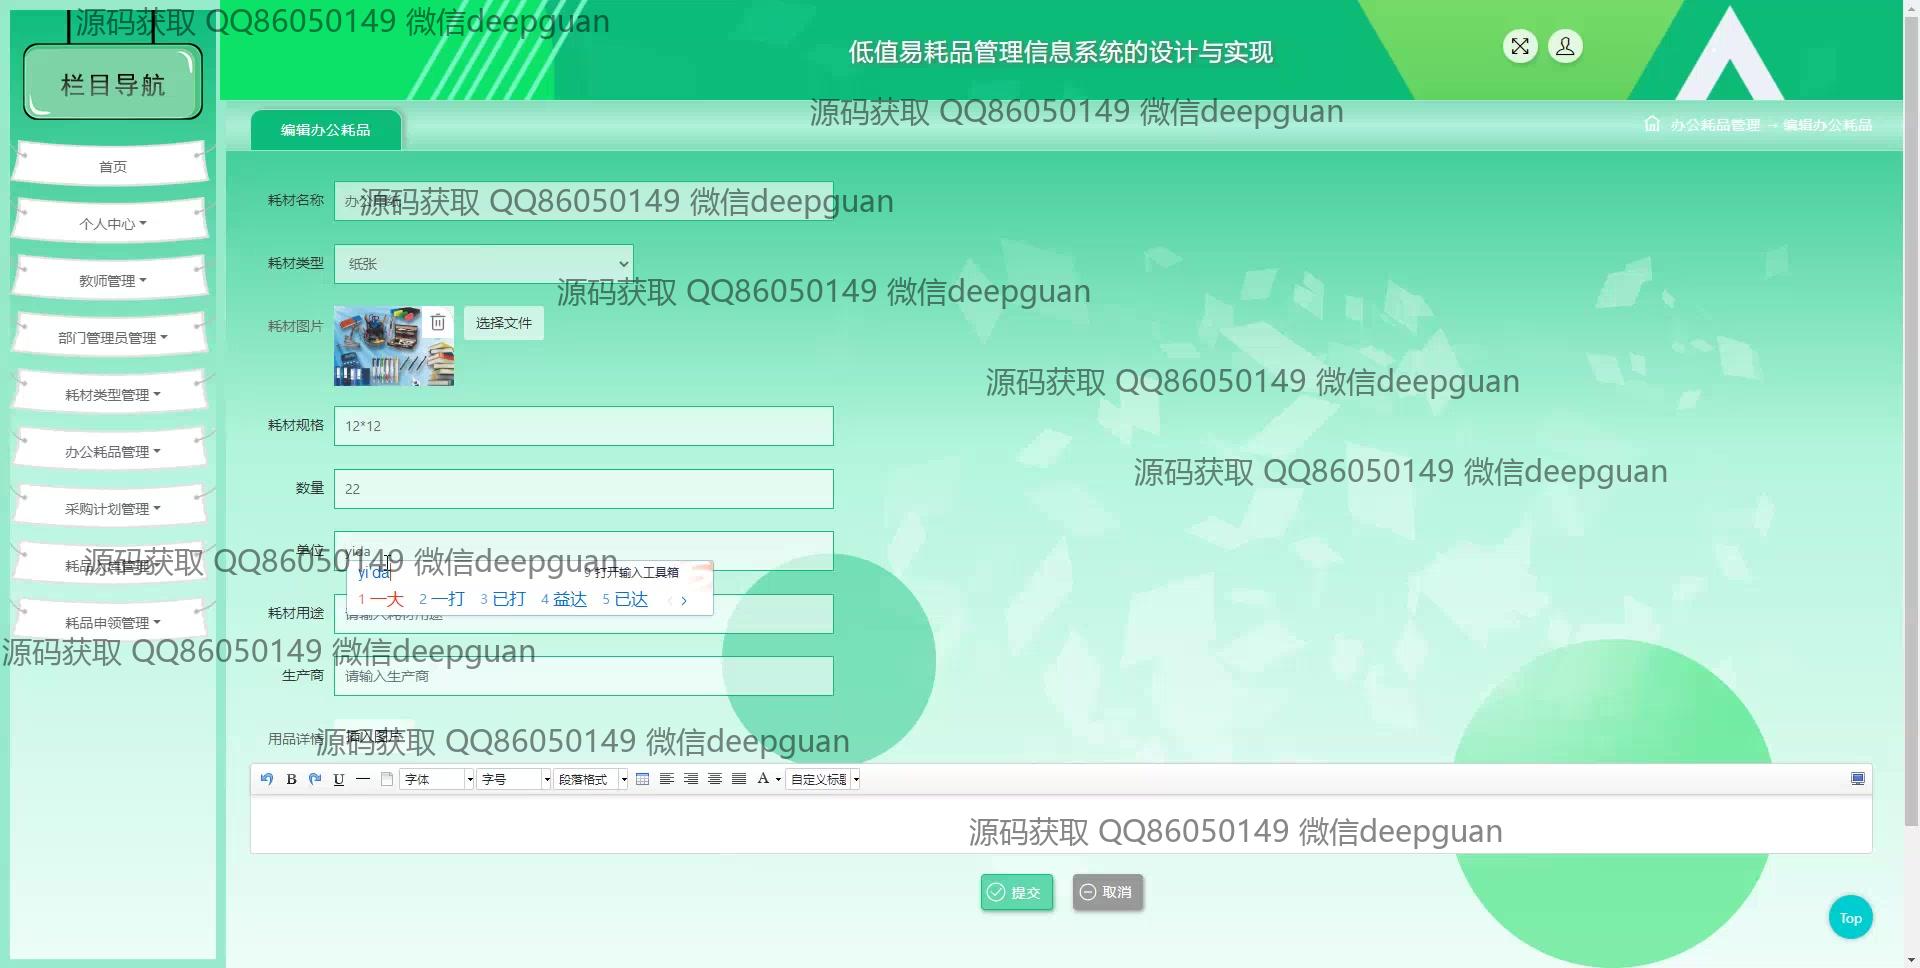 源码获取 QQ86050149 微信deepguan
栏目导航
低值易耗品管理信息系统的设计与实现
源码获取 QQ86050149 微信deepguan
编辑办公耗品
办公耗品管理 → 编辑办公耗品
首页
个人中心
教师管理
部门管理员管理
耗材类型管理
办公耗品管理
采购计划管理
耗品申领管理
耗材名称
源码获取 QQ86050149 微信deepguan
耗材类型 纸张
源码获取 QQ86050149 微信deepguan
耗材图片 选择文件
源码获取 QQ86050149 微信deepguan
耗材规格 12*12
源码获取 QQ86050149 微信deepguan
数量 22
单位 yida
源码获取 QQ86050149 微信deepguan
yi'da 9 打开输入工具箱
1 一大 2 一打 3 已打 4 益达 5 已达
耗材用途 请输入耗材用途
源码获取 QQ86050149 微信deepguan
生产商 请输入生产商
用品详情 插入图片
源码获取 QQ86050149 微信deepguan
B U 字体 字号 段落格式 A 自定义标题
源码获取 QQ86050149 微信deepguan
提交 取消
Top